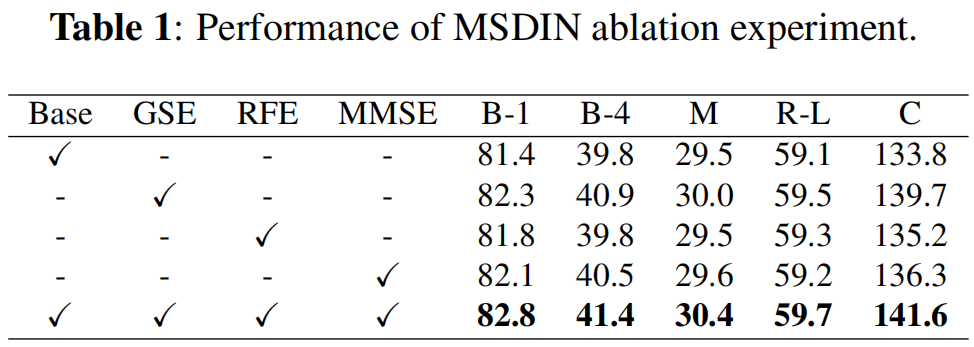 Table 1: Performance of MSDIN ablation experiment.
Base GSE RFE MMSE B-1 B-4 M R-L C
✓ - - - 81.4 39.8 29.5 59.1 133.8
- ✓ - - 82.3 40.9 30.0 59.5 139.7
- - ✓ - 81.8 39.8 29.5 59.3 135.2
- - - ✓ 82.1 40.5 29.6 59.2 136.3
✓ ✓ ✓ ✓ 82.8 41.4 30.4 59.7 141.6